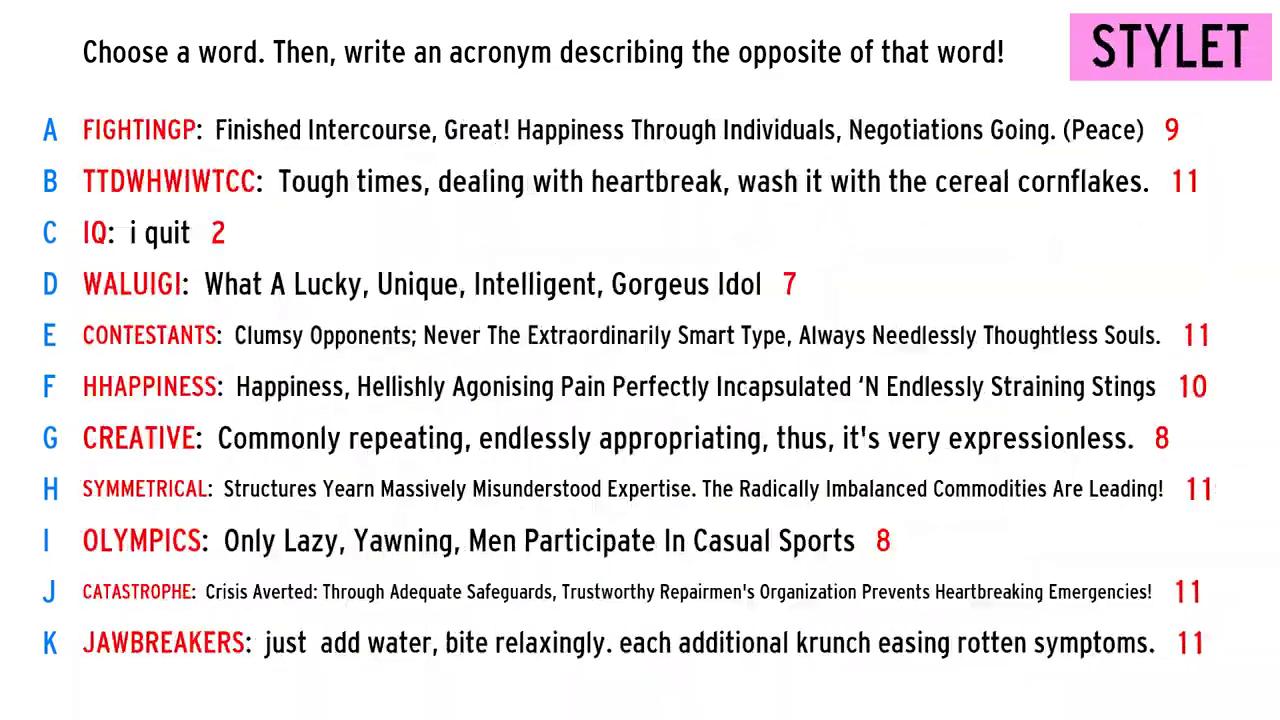 Choose a word. Then, write an acronym describing the opposite of that word!
STYLET
A FIGHTINGP: Finished Intercourse, Great! Happiness Through Individuals, Negotiations Going. (Peace) 9
B TTDWHWIWTCC: Tough times, dealing with heartbreak, wash it with the cereal cornflakes. 11
C IQ: i quit 2
D WALUIGI: What A Lucky, Unique, Intelligent, Gorgeus Idol 7
E CONTESTANTS: Clumsy Opponents; Never The Extraordinarily Smart Type, Always Needlessly Thoughtless Souls. 11
F HHAPPINESS: Happiness, Hellishly Agonising Pain Perfectly Incapsulated ‘N Endlessly Straining Stings 10
G CREATIVE: Commonly repeating, endlessly appropriating, thus, it's very expressionless. 8
H SYMMETRICAL: Structures Yearn Massively Misunderstood Expertise. The Radically Imbalanced Commodities Are Leading! 11
I OLYMPICS: Only Lazy, Yawning, Men Participate In Casual Sports 8
J CATASTROPHE: Crisis Averted: Through Adequate Safeguards, Trustworthy Repairmen's Organization Prevents Heartbreaking Emergencies! 11
K JAWBREAKERS: just add water, bite relaxingly. each additional krunch easing rotten symptoms. 11